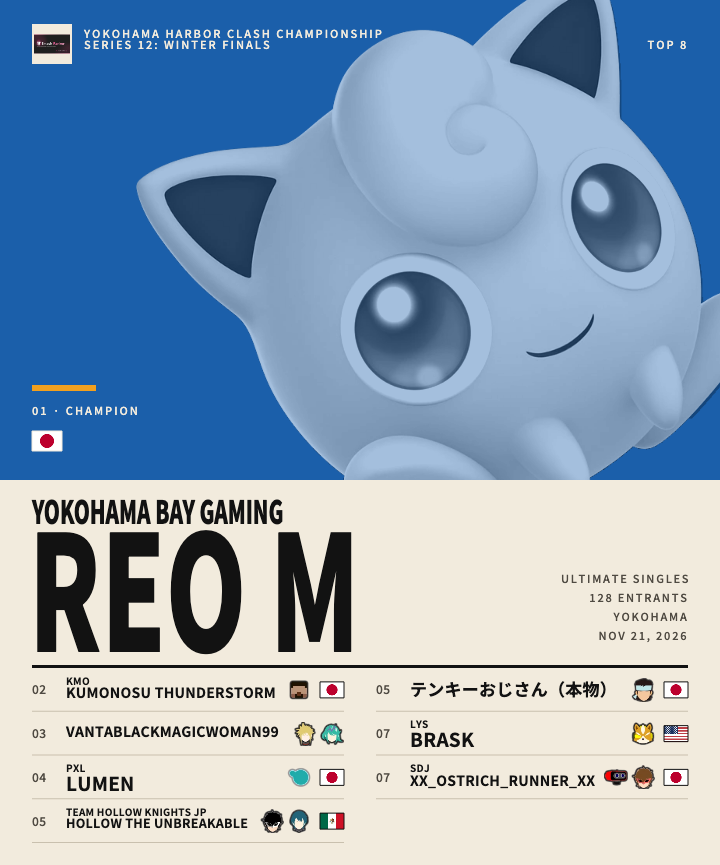 YOKOHAMA HARBOR CLASH CHAMPIONSHIP
SERIES 12: WINTER FINALS
TOP 8
01 · CHAMPION
YOKOHAMA BAY GAMING
REO M
ULTIMATE SINGLES
128 ENTRANTS
YOKOHAMA
NOV 21, 2026
02
KMO
KUMONOSU THUNDERSTORM
03
VANTABLACKMAGICWOMAN99
04
PXL
LUMEN
05
TEAM HOLLOW KNIGHTS JP
HOLLOW THE UNBREAKABLE
05
テンキーおじさん（本物）
07
LYS
BRASK
07
SDJ
XX_OSTRICH_RUNNER_XX